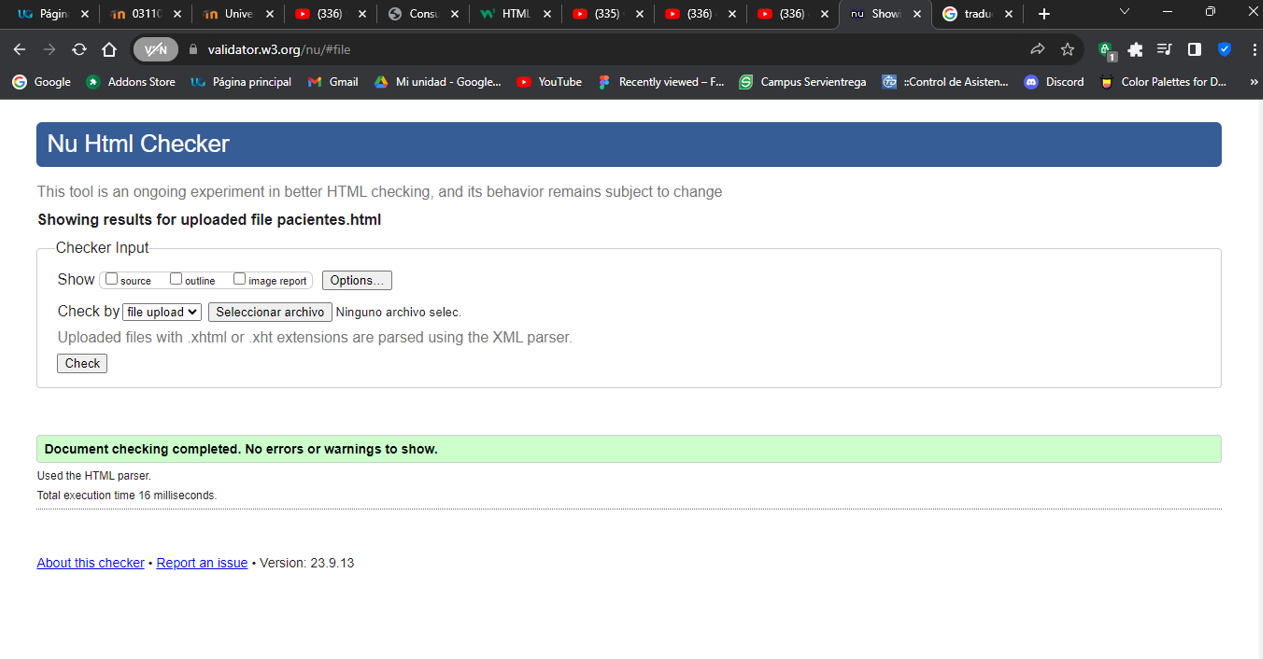 Págin
03110
Unive
(336)
Consu
HTML
(335)
(336)
(336)
nu Showi
tradu
VPN validator.w3.org/nu/#file
1
Google Addons Store Página principal Gmail Mi unidad - Google... YouTube Recently viewed – F... Campus Servientrega ::Control de Asisten... Discord Color Palettes for D... »
Nu Html Checker
This tool is an ongoing experiment in better HTML checking, and its behavior remains subject to change
Showing results for uploaded file pacientes.html
Checker Input
Show source outline image report Options...
Check by file upload Seleccionar archivo Ninguno archivo selec.
Uploaded files with .xhtml or .xht extensions are parsed using the XML parser.
Check
Document checking completed. No errors or warnings to show.
Used the HTML parser.
Total execution time 16 milliseconds.
About this checker • Report an issue • Version: 23.9.13